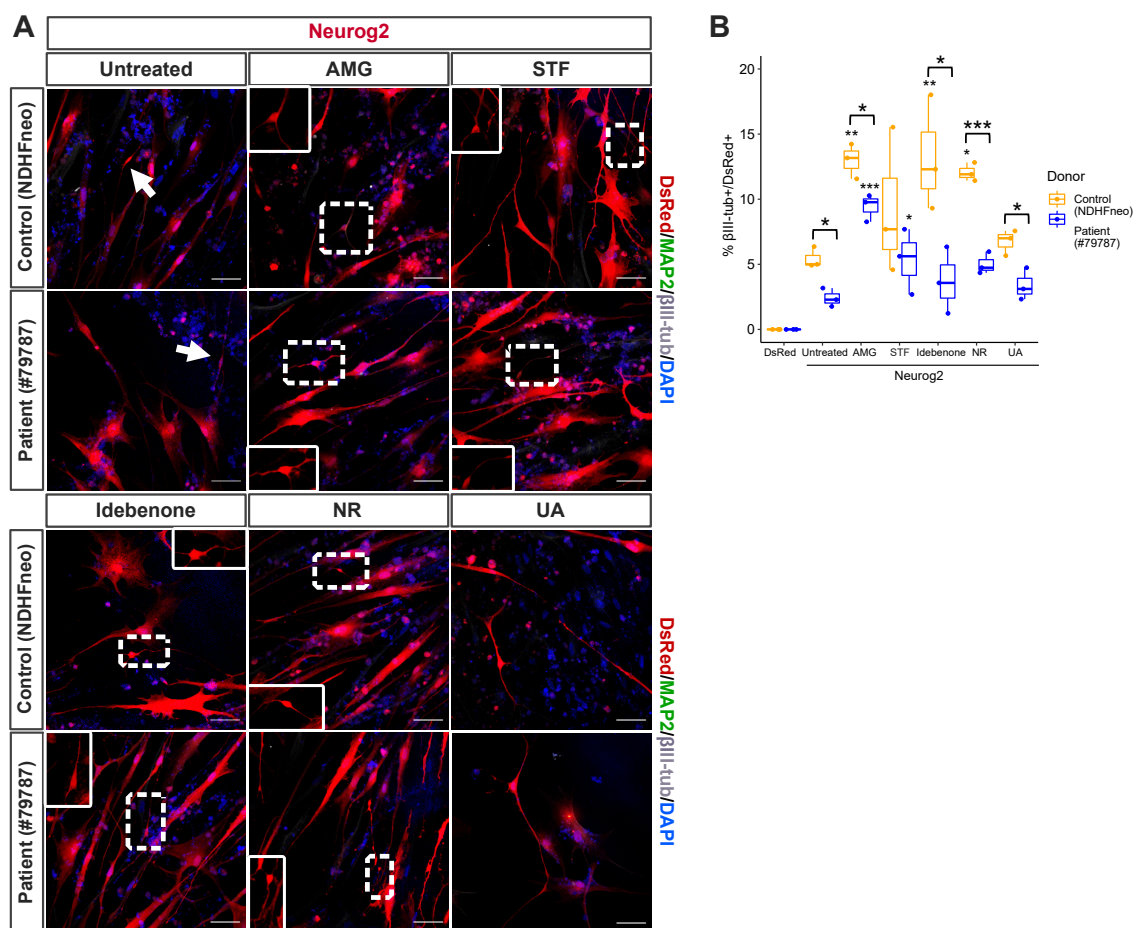 A
Neurog2
Untreated
AMG
STF
Control (NDHFneo)
Patient (#79787)
DsRed/MAP2/βIII-tub/DAPI
Idebenone
NR
UA
Control (NDHFneo)
Patient (#79787)
DsRed/MAP2/βIII-tub/DAPI
B
% βIII-tub+/DsRed+
20
15
10
5
0
*
**
*
***
*
**
*
*
***
*
DsRed
Untreated
AMG
STF
Idebenone
NR
UA
Neurog2
Donor
Control
(NDHFneo)
Patient
(#79787)